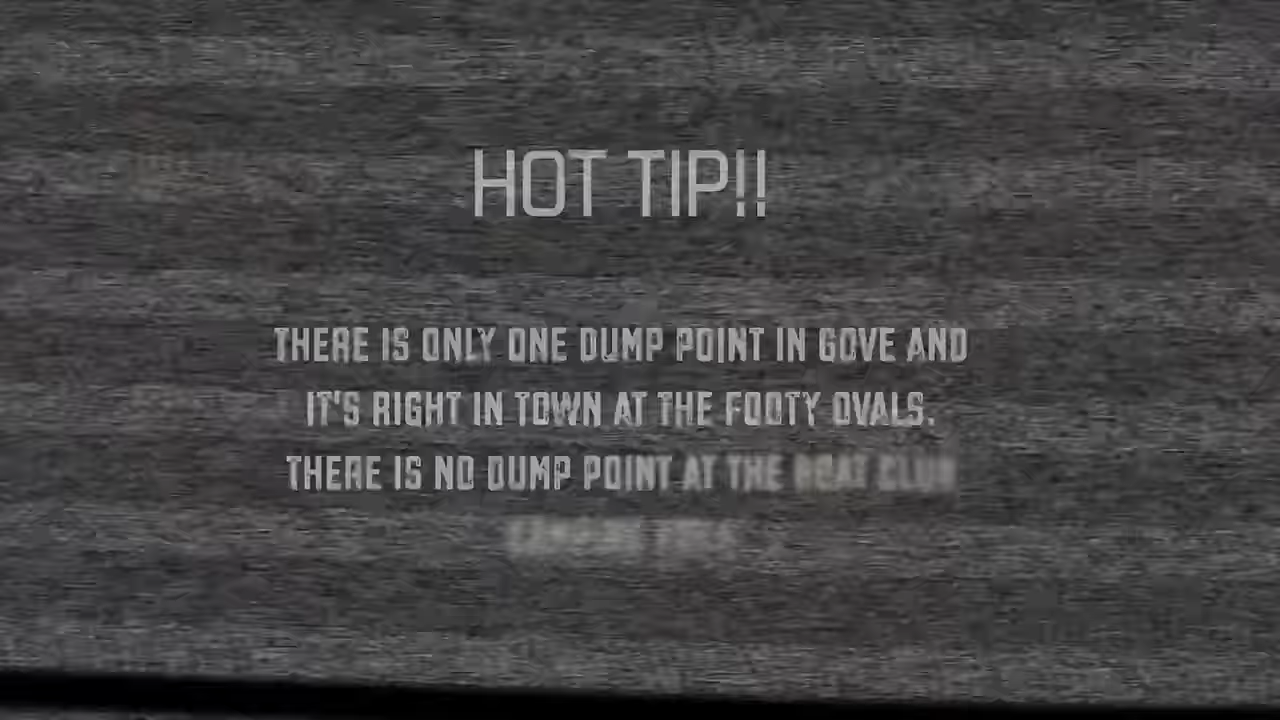 HOT TIP!!
THERE IS ONLY ONE DUMP POINT IN GOVE AND
IT'S RIGHT IN TOWN AT THE FOOTY OVALS.
THERE IS NO DUMP POINT AT THE BOAT CLUB